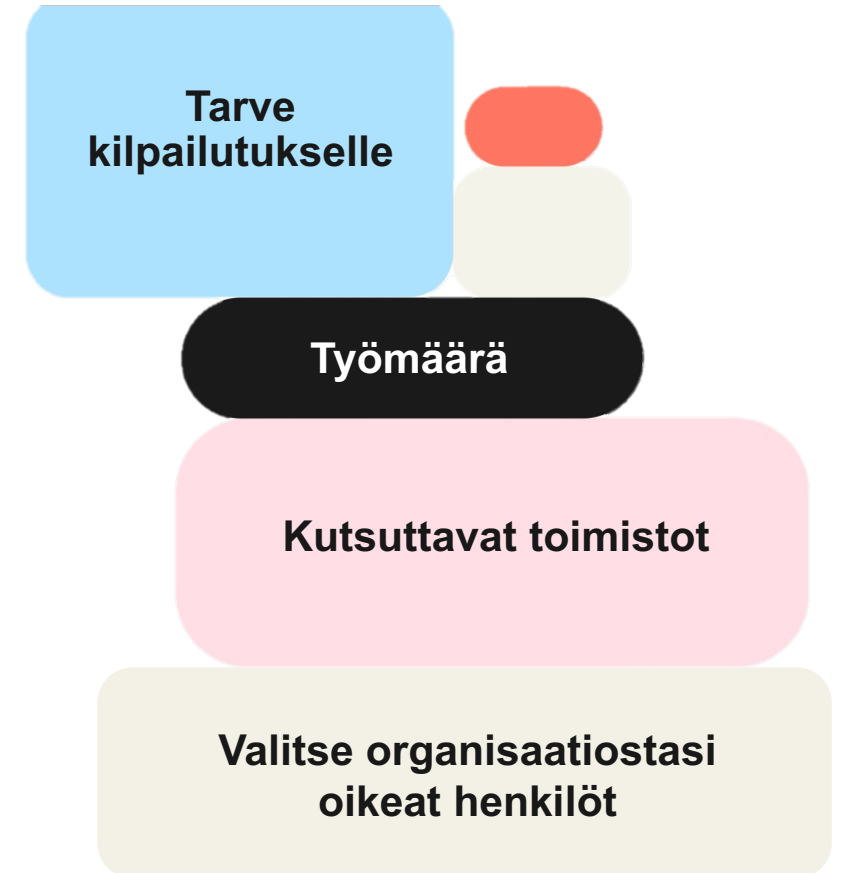 Tarve
kilpailutukselle
Työmäärä
Kutsuttavat toimistot
Valitse organisaatiostasi
oikeat henkilöt